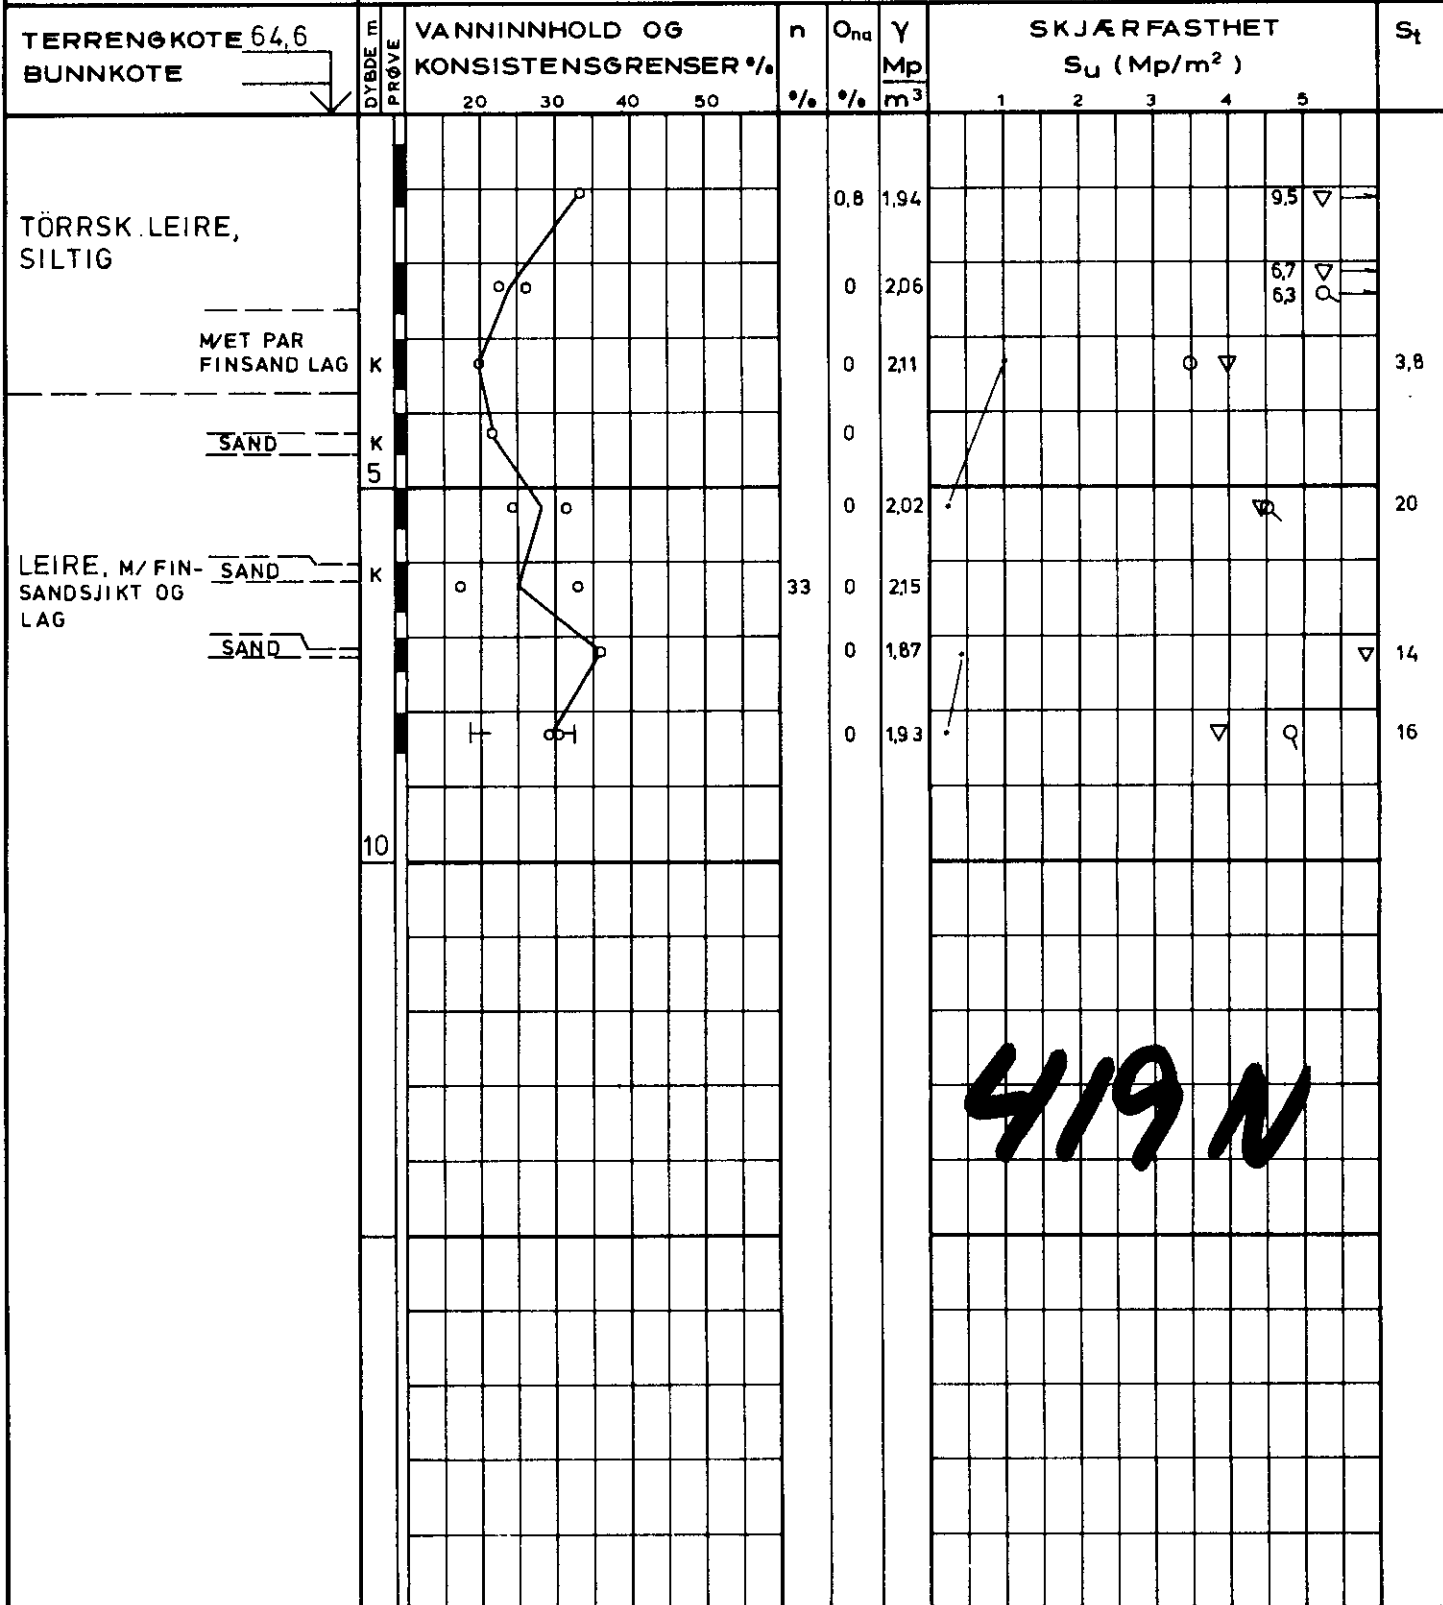 TERRENGKOTE 64,6
BUNNKOTE
DYBDE m
PRØVE
VANNINNHOLD OG
KONSISTENSGRENSER %
20 30 40 50
n
%
Ona
%
γ
Mp
m³
SKJÆRFASTHET
Su (Mp/m²)
1 2 3 4 5
St
TÖRRSK. LEIRE,
SILTIG
0,8 1,94 9,5
0 2,06 6,7
6,3
M/ET PAR
FINSAND LAG K 0 2,11 3,8
SAND K 0
5
0 2,02 20
LEIRE, M/ FIN-
SANDSJIKT OG
LAG
SAND K 33 0 2,15
SAND 0 1,87 14
0 1,93 16
10
419 N